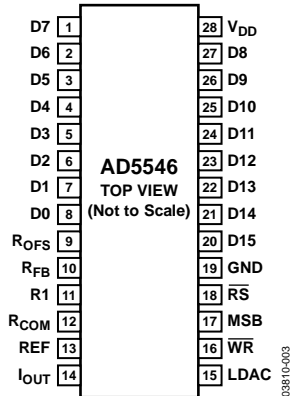 D7 1 28 VDD
D6 2 27 D8
D5 3 26 D9
D4 4 25 D10
D3 5 24 D11
D2 6 23 D12
D1 7 22 D13
D0 8 21 D14
ROFS 9 20 D15
RFB 10 19 GND
R1 11 18 R̅S̅
RCOM 12 17 MSB
REF 13 16 W̅R̅
IOUT 14 15 LDAC
AD5546
TOP VIEW
(Not to Scale)
03810-003